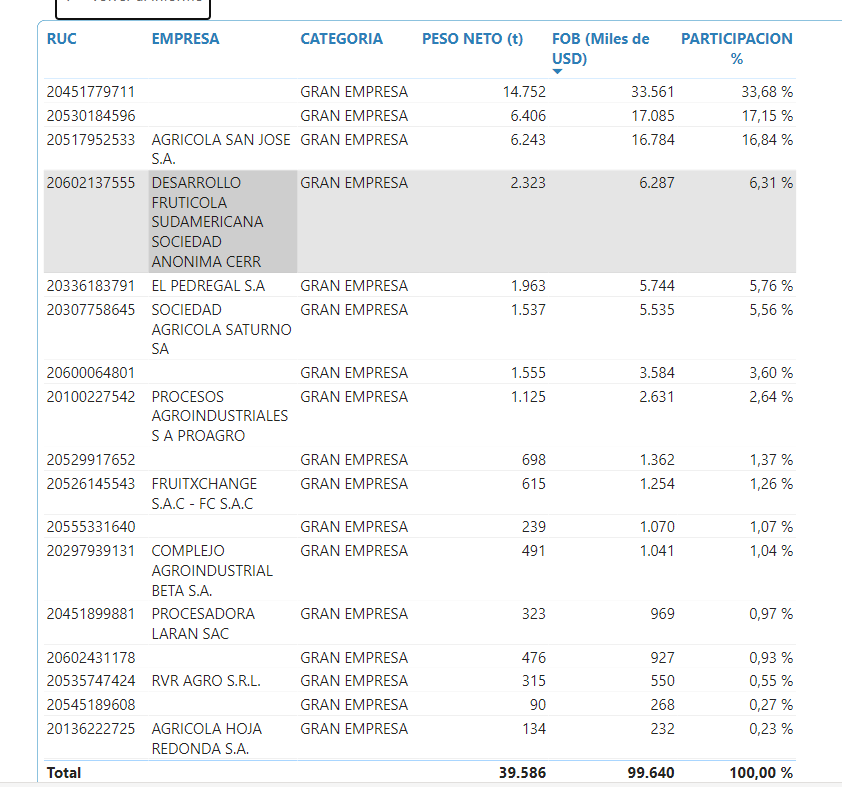 RUC EMPRESA CATEGORIA PESO NETO (t) FOB (Miles de USD) PARTICIPACION %
20451779711 GRAN EMPRESA 14.752 33.561 33,68 %
20530184596 GRAN EMPRESA 6.406 17.085 17,15 %
20517952533 AGRICOLA SAN JOSE S.A. GRAN EMPRESA 6.243 16.784 16,84 %
20602137555 DESARROLLO FRUTICOLA SUDAMERICANA SOCIEDAD ANONIMA CERR GRAN EMPRESA 2.323 6.287 6,31 %
20336183791 EL PEDREGAL S.A GRAN EMPRESA 1.963 5.744 5,76 %
20307758645 SOCIEDAD AGRICOLA SATURNO SA GRAN EMPRESA 1.537 5.535 5,56 %
20600064801 GRAN EMPRESA 1.555 3.584 3,60 %
20100227542 PROCESOS AGROINDUSTRIALES S A PROAGRO GRAN EMPRESA 1.125 2.631 2,64 %
20529917652 GRAN EMPRESA 698 1.362 1,37 %
20526145543 FRUITXCHANGE S.A.C - FC S.A.C GRAN EMPRESA 615 1.254 1,26 %
20555331640 GRAN EMPRESA 239 1.070 1,07 %
20297939131 COMPLEJO AGROINDUSTRIAL BETA S.A. GRAN EMPRESA 491 1.041 1,04 %
20451899881 PROCESADORA LARAN SAC GRAN EMPRESA 323 969 0,97 %
20602431178 GRAN EMPRESA 476 927 0,93 %
20535747424 RVR AGRO S.R.L. GRAN EMPRESA 315 550 0,55 %
20545189608 GRAN EMPRESA 90 268 0,27 %
20136222725 AGRICOLA HOJA REDONDA S.A. GRAN EMPRESA 134 232 0,23 %
Total 39.586 99.640 100,00 %